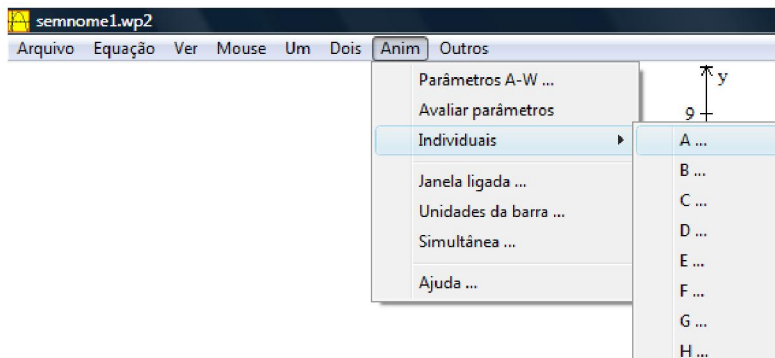 semnome1.wp2
Arquivo Equação Ver Mouse Um Dois Anim Outros
Parâmetros A-W ...
Avaliar parâmetros
Individuais
Janela ligada ...
Unidades da barra ...
Simultânea ...
Ajuda ...
y
9
A ...
B ...
C ...
D ...
E ...
F ...
G ...
H ...